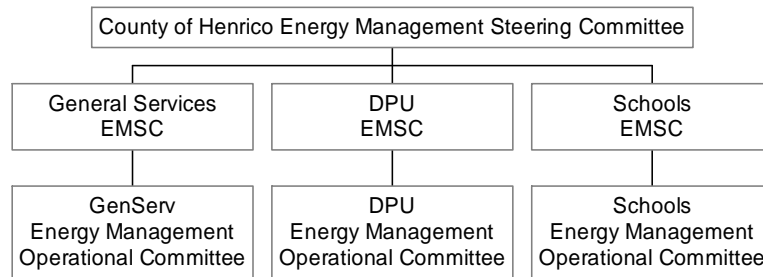 County of Henrico Energy Management Steering Committee
General Services
EMSC
DPU
EMSC
Schools
EMSC
GenServ
Energy Management
Operational Committee
DPU
Energy Management
Operational Committee
Schools
Energy Management
Operational Committee